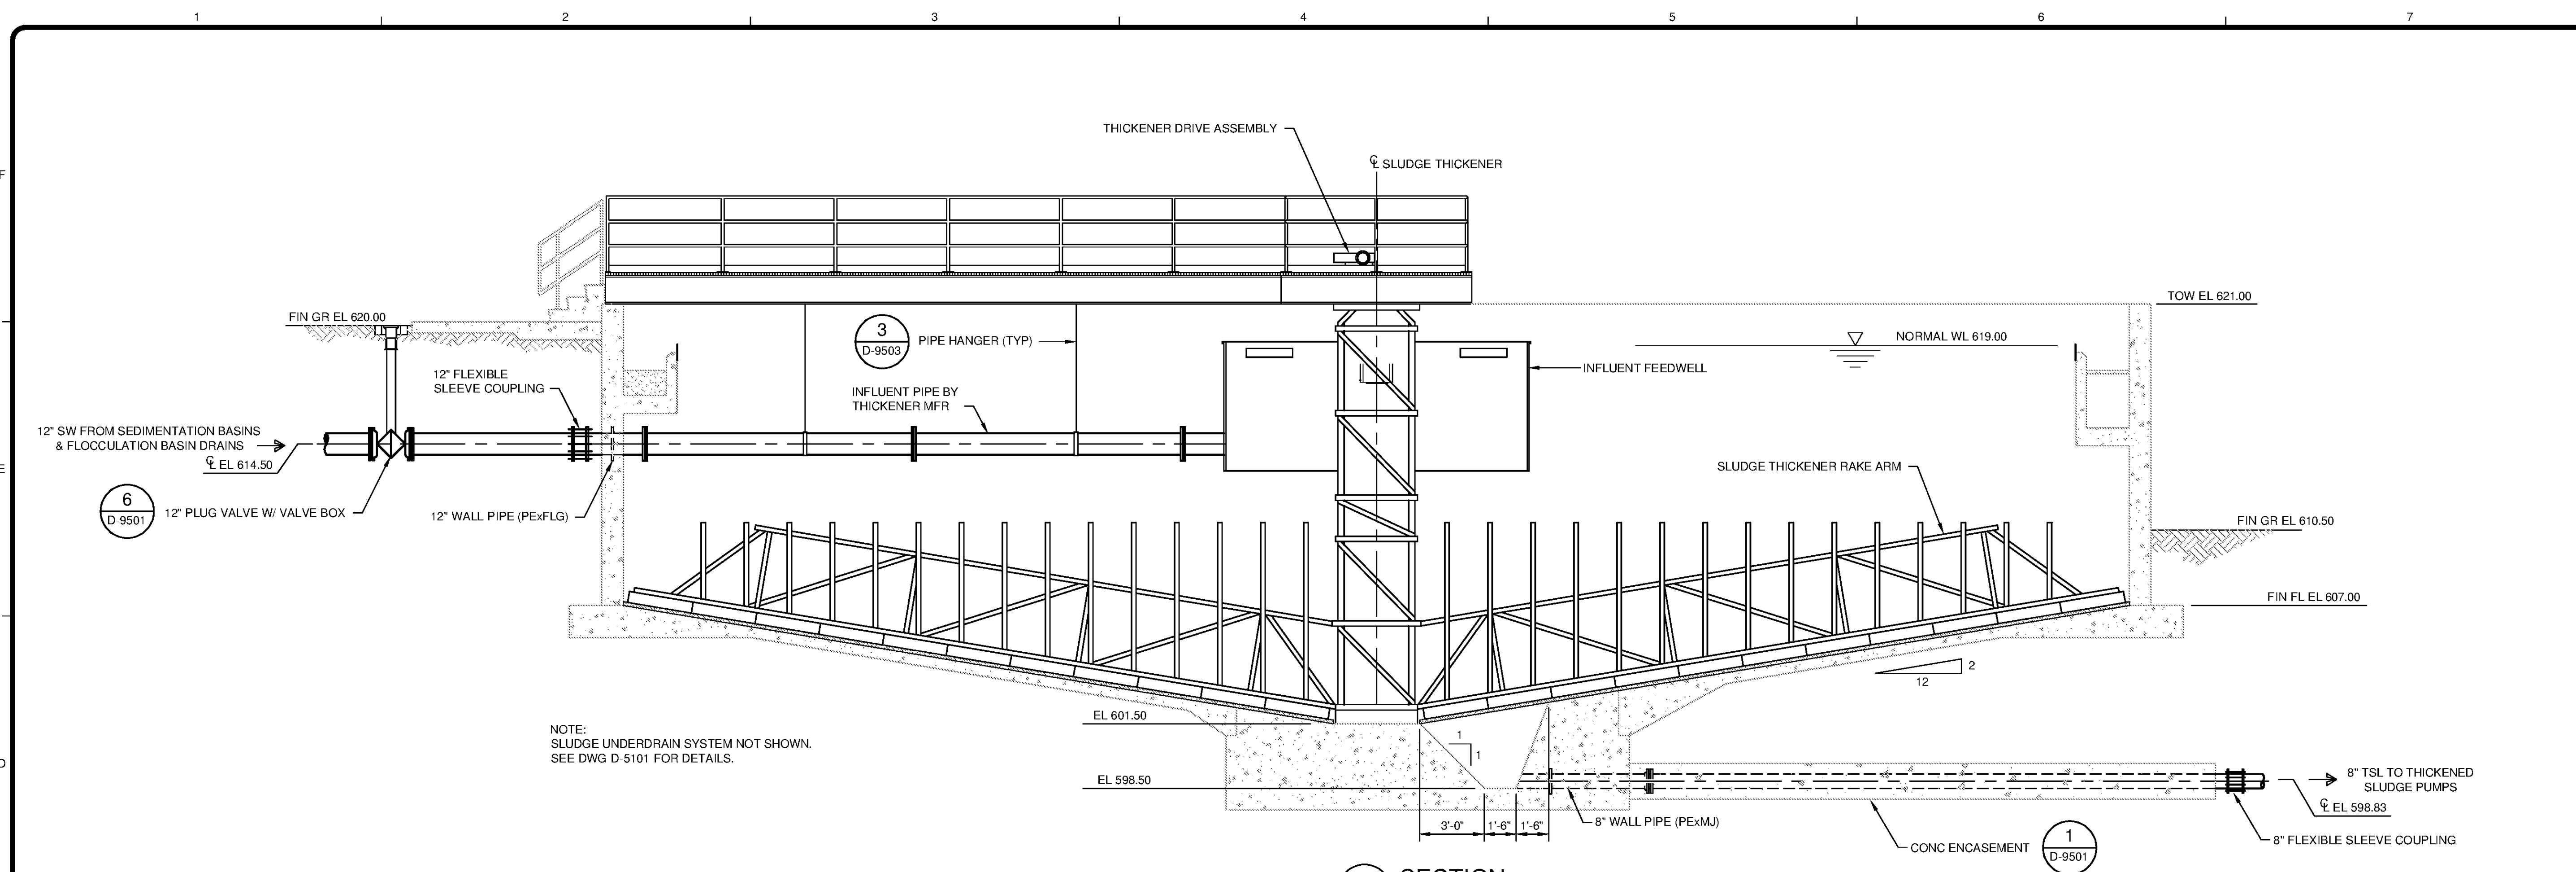 1 2 3 4 5 6 7
F
E
D
THICKENER DRIVE ASSEMBLY
℄ SLUDGE THICKENER
TOW EL 621.00
FIN GR EL 620.00
3
D-9503
PIPE HANGER (TYP)
NORMAL WL 619.00
12" FLEXIBLE
SLEEVE COUPLING
INFLUENT PIPE BY
THICKENER MFR
INFLUENT FEEDWELL
12" SW FROM SEDIMENTATION BASINS
& FLOCCULATION BASIN DRAINS
℄ EL 614.50
6
D-9501
12" PLUG VALVE W/ VALVE BOX
12" WALL PIPE (PExFLG)
SLUDGE THICKENER RAKE ARM
FIN GR EL 610.50
FIN FL EL 607.00
2
12
EL 601.50
NOTE:
SLUDGE UNDERDRAIN SYSTEM NOT SHOWN.
SEE DWG D-5101 FOR DETAILS.
1
1
EL 598.50
8" TSL TO THICKENED
SLUDGE PUMPS
℄ EL 598.83
3'-0" 1'-6" 1'-6"
8" WALL PIPE (PExMJ)
CONC ENCASEMENT
1
D-9501
8" FLEXIBLE SLEEVE COUPLING
SECTION